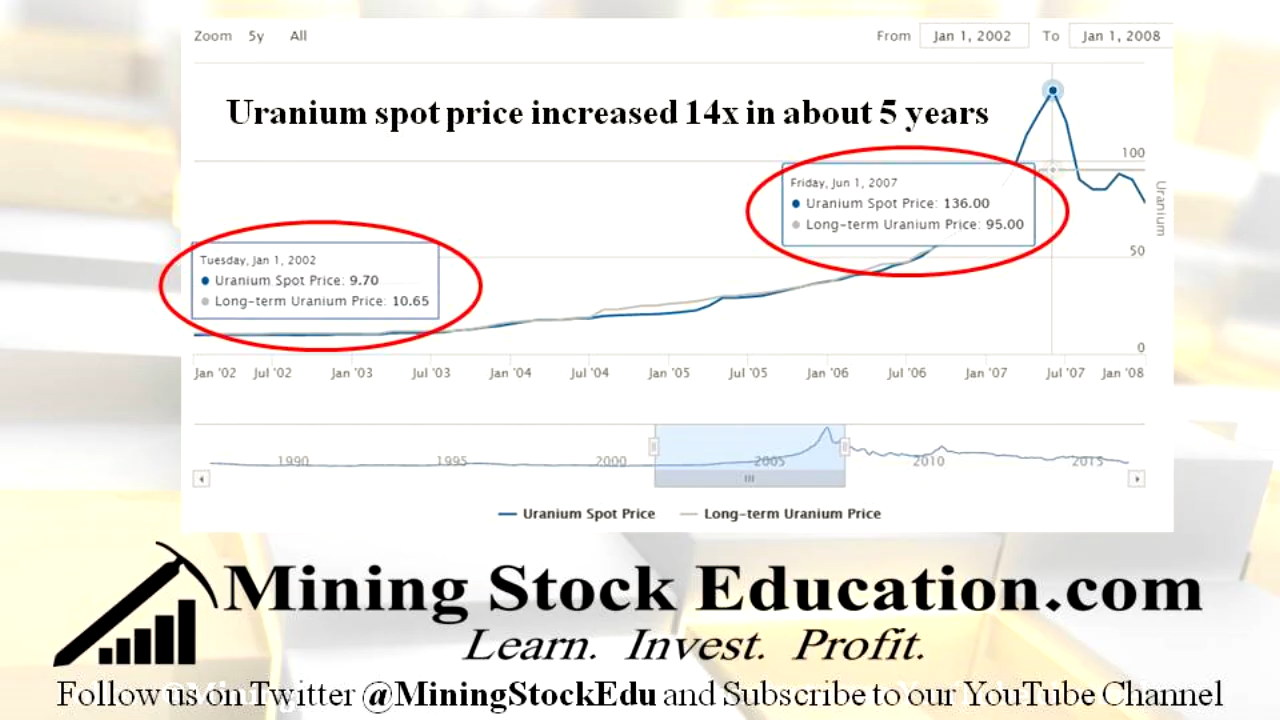 Zoom 5y All From Jan 1, 2002 To Jan 1, 2008
Uranium spot price increased 14x in about 5 years
100
Friday, Jun 1, 2007
Uranium Spot Price: 136.00
Long-term Uranium Price: 95.00
Uranium
50
Tuesday, Jan 1, 2002
Uranium Spot Price: 9.70
Long-term Uranium Price: 10.65
0
Jan '02 Jul '02 Jan '03 Jul '03 Jan '04 Jul '04 Jan '05 Jul '05 Jan '06 Jul '06 Jan '07 Jul '07 Jan '08
1990 1995 2000 2005 2010 2015
Uranium Spot Price Long-term Uranium Price
Mining Stock Education.com
Learn. Invest. Profit.
Follow us on Twitter @MiningStockEdu and Subscribe to our YouTube Channel